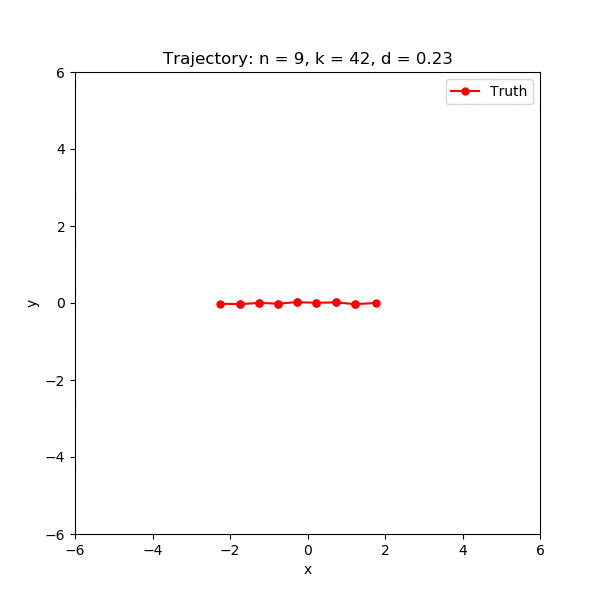 Trajectory: n = 9, k = 42, d = 0.23
Truth
6
4
2
0
−2
−4
−6
y
−6 −4 −2 0 2 4 6
x